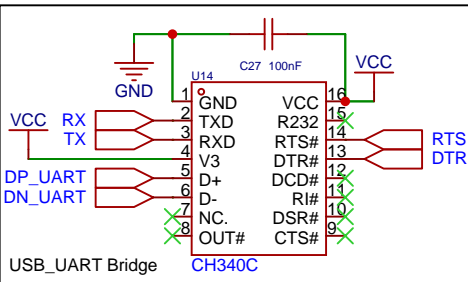 C27 100nF
VCC
GND
U14
VCC
RX
TX
DP_UART
DN_UART
1 GND
2 TXD
3 RXD
4 V3
5 D+
6 D-
7 NC.
8 OUT#
VCC 16
R232 15
RTS# 14
DTR# 13
DCD# 12
RI# 11
DSR# 10
CTS# 9
RTS
DTR
USB_UART Bridge
CH340C